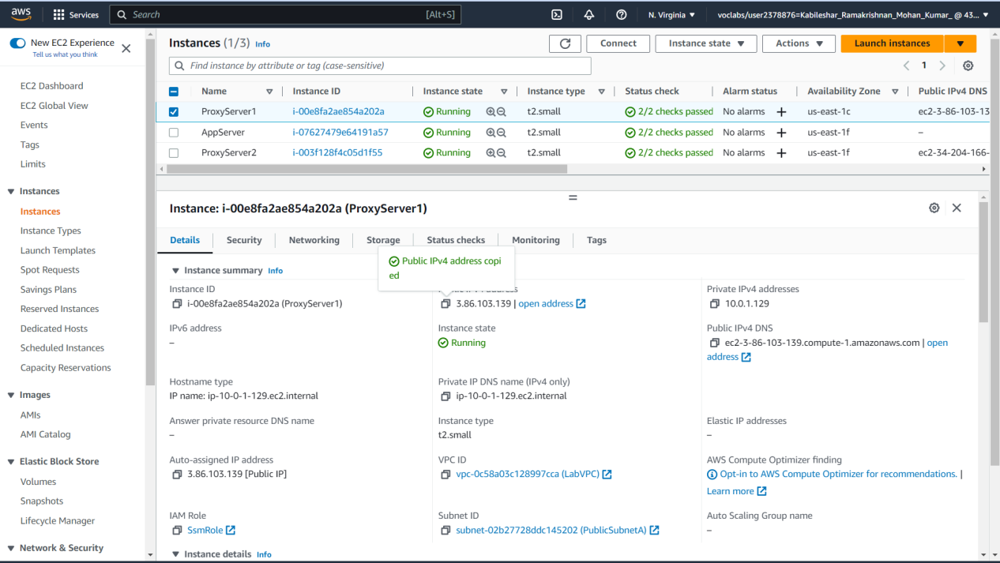 aws
Services
Search
[Alt+S]
N. Virginia
voclabs/user2378876=Kabileshar_Ramakrishnan_Mohan_Kumar_ @ 43...
New EC2 Experience
Tell us what you think
EC2 Dashboard
EC2 Global View
Events
Tags
Limits
Instances
Instances
Instance Types
Launch Templates
Spot Requests
Savings Plans
Reserved Instances
Dedicated Hosts
Scheduled Instances
Capacity Reservations
Images
AMIs
AMI Catalog
Elastic Block Store
Volumes
Snapshots
Lifecycle Manager
Network & Security
Instances (1/3) Info
Connect
Instance state
Actions
Launch instances
Find instance by attribute or tag (case-sensitive)
1
Name Instance ID Instance state Instance type Status check Alarm status Availability Zone Public IPv4 DNS
ProxyServer1 i-00e8fa2ae854a202a Running t2.small 2/2 checks passed No alarms + us-east-1c ec2-3-86-103-13
AppServer i-07627479e64191a57 Running t2.small 2/2 checks passed No alarms + us-east-1f –
ProxyServer2 i-003f128f4c05d1f55 Running t2.small 2/2 checks passed No alarms + us-east-1f ec2-34-204-166-
Instance: i-00e8fa2ae854a202a (ProxyServer1)
Details Security Networking Storage Status checks Monitoring Tags
Public IPv4 address copi
ed
Instance summary Info
Instance ID
i-00e8fa2ae854a202a (ProxyServer1)
3.86.103.139 | open address
Private IPv4 addresses
10.0.1.129
IPv6 address
–
Instance state
Running
Public IPv4 DNS
ec2-3-86-103-139.compute-1.amazonaws.com | open
address
Hostname type
IP name: ip-10-0-1-129.ec2.internal
Private IP DNS name (IPv4 only)
ip-10-0-1-129.ec2.internal
Answer private resource DNS name
–
Instance type
t2.small
Elastic IP addresses
–
Auto-assigned IP address
3.86.103.139 [Public IP]
VPC ID
vpc-0c58a03c128997cca (LabVPC)
AWS Compute Optimizer finding
Opt-in to AWS Compute Optimizer for recommendations. |
Learn more
IAM Role
SsmRole
Subnet ID
subnet-02b27728ddc145202 (PublicSubnetA)
Auto Scaling Group name
–
Instance details Info